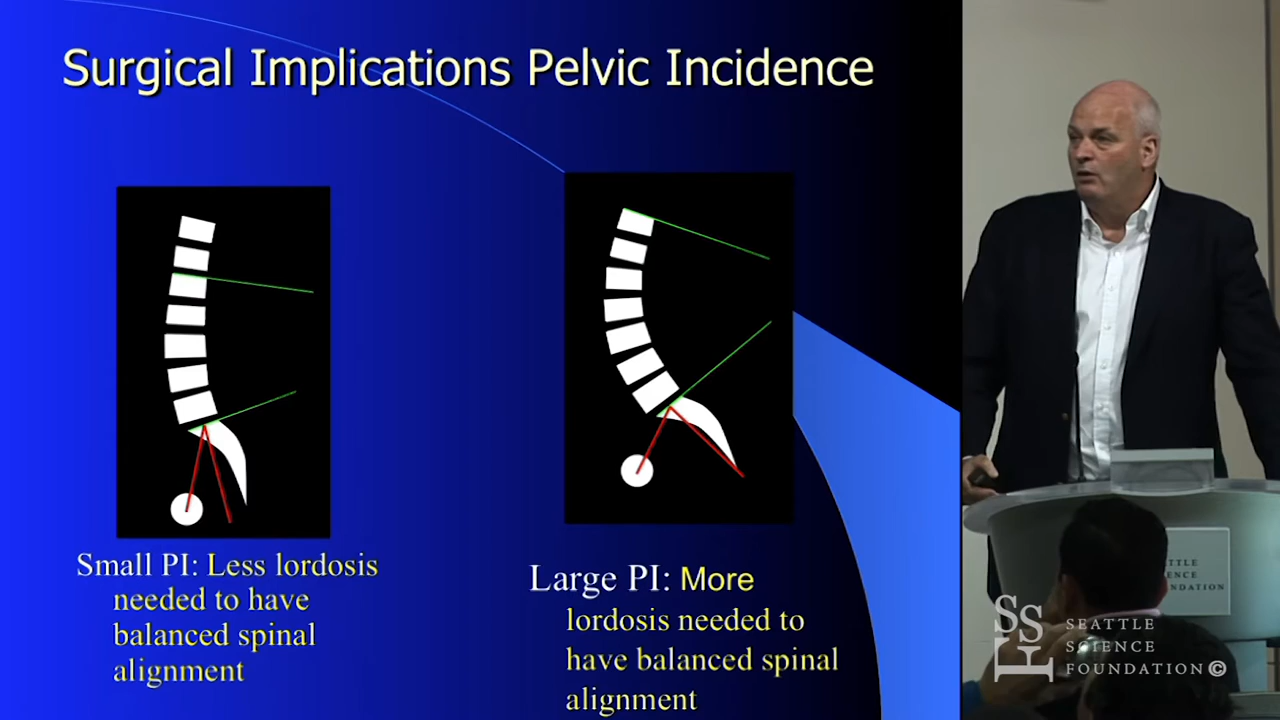 Surgical Implications Pelvic Incidence
Small PI: Less lordosis
needed to have
balanced spinal
alignment
Large PI: More
lordosis needed to
have balanced spinal
alignment
SSF
SEATTLE
SCIENCE
FOUNDATION©